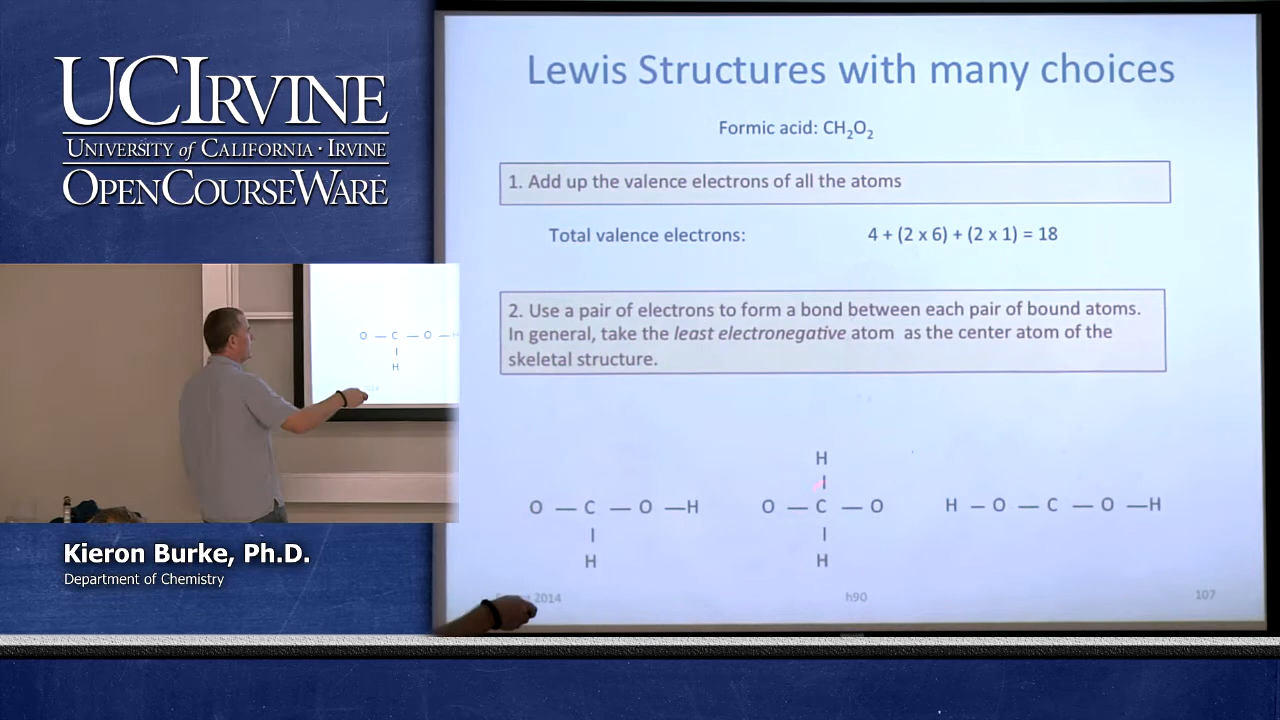 UCIRVINE
UNIVERSITY of CALIFORNIA · IRVINE
OPENCOURSEWARE
Lewis Structures with many choices
Formic acid: CH₂O₂
1. Add up the valence electrons of all the atoms
Total valence electrons: 4 + (2 x 6) + (2 x 1) = 18
2. Use a pair of electrons to form a bond between each pair of bound atoms.
In general, take the least electronegative atom as the center atom of the
skeletal structure.
H
O — C — O — H O — C — O H — O — C — O — H
H H
2014 h90 107
O — C — O —
H
Kieron Burke, Ph.D.
Department of Chemistry